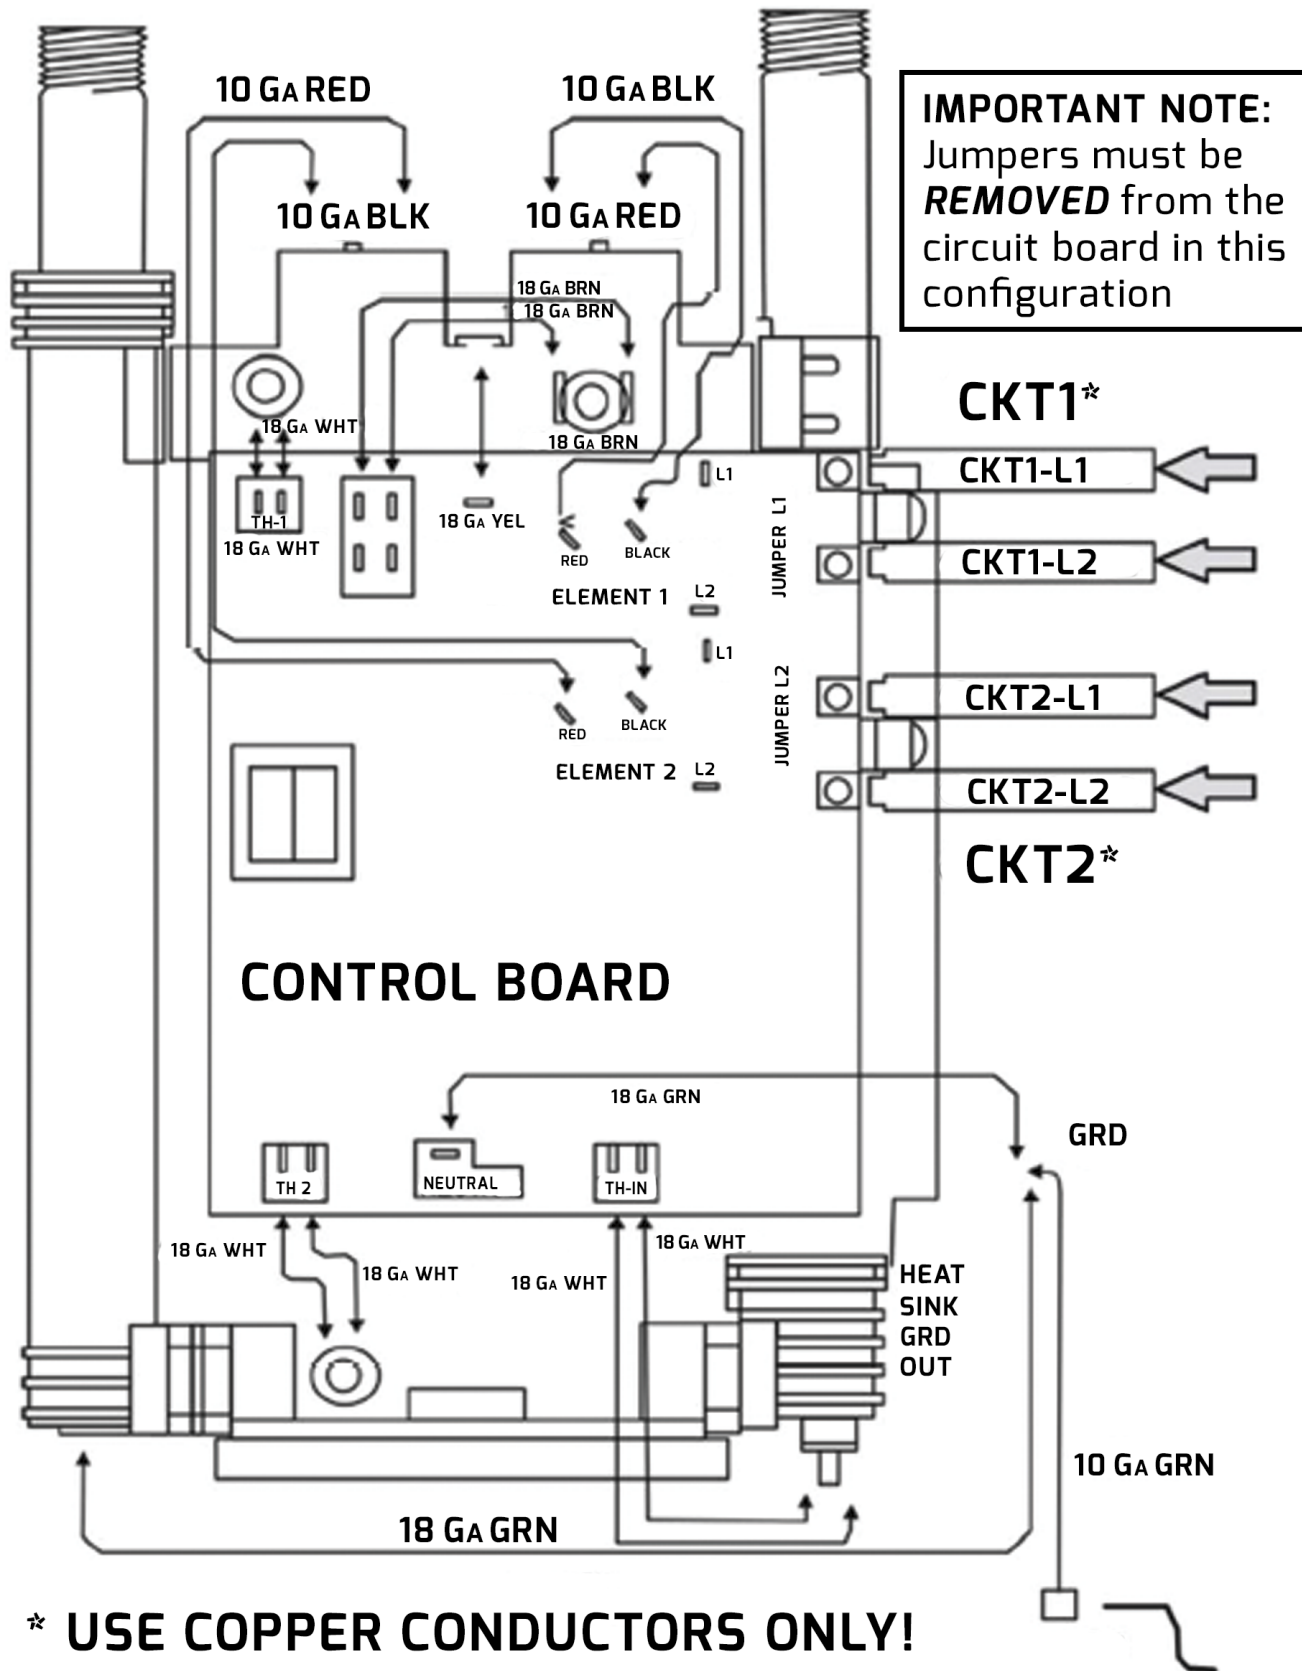 10 GA RED
10 GA BLK
IMPORTANT NOTE:
Jumpers must be
REMOVED from the
circuit board in this
configuration
10 GA BLK
10 GA RED
18 GA BRN
18 GA BRN
CKT1*
18 GA WHT
18 GA BRN
CKT1-L1
L1
TH-1
18 GA WHT
18 GA YEL
RED
BLACK
JUMPER L1
CKT1-L2
ELEMENT 1
L2
L1
JUMPER L2
CKT2-L1
RED
BLACK
ELEMENT 2
L2
CKT2-L2
CKT2*
CONTROL BOARD
18 GA GRN
GRD
TH 2
NEUTRAL
TH-IN
18 GA WHT
18 GA WHT
18 GA WHT
18 GA WHT
HEAT
SINK
GRD
OUT
10 GA GRN
18 GA GRN
* USE COPPER CONDUCTORS ONLY!